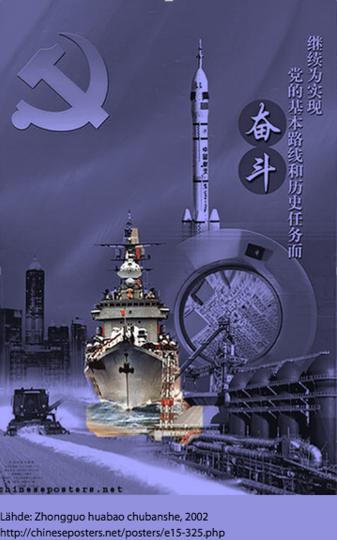 继续为实现
党的基本路线和历史任务而
奋斗
chineseposters.net
Lähde: Zhongguo huabao chubanshe, 2002
http://chineseposters.net/posters/e15-325.php